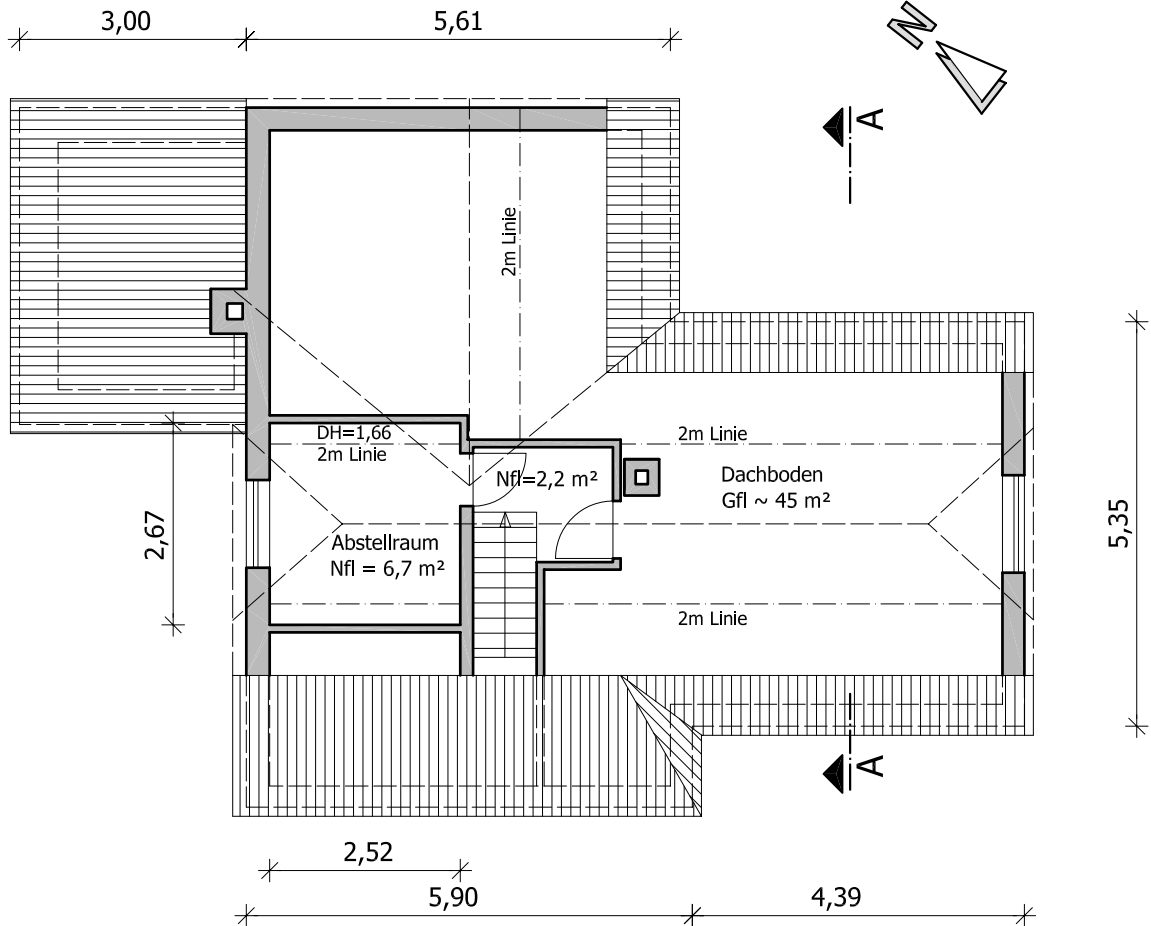 3,00
5,61
N
A
2m Linie
DH=1,66
2m Linie
2m Linie
Nfl=2,2 m²
Dachboden
Gfl ~ 45 m²
2,67
5,35
Abstellraum
Nfl = 6,7 m²
2m Linie
A
2,52
5,90
4,39